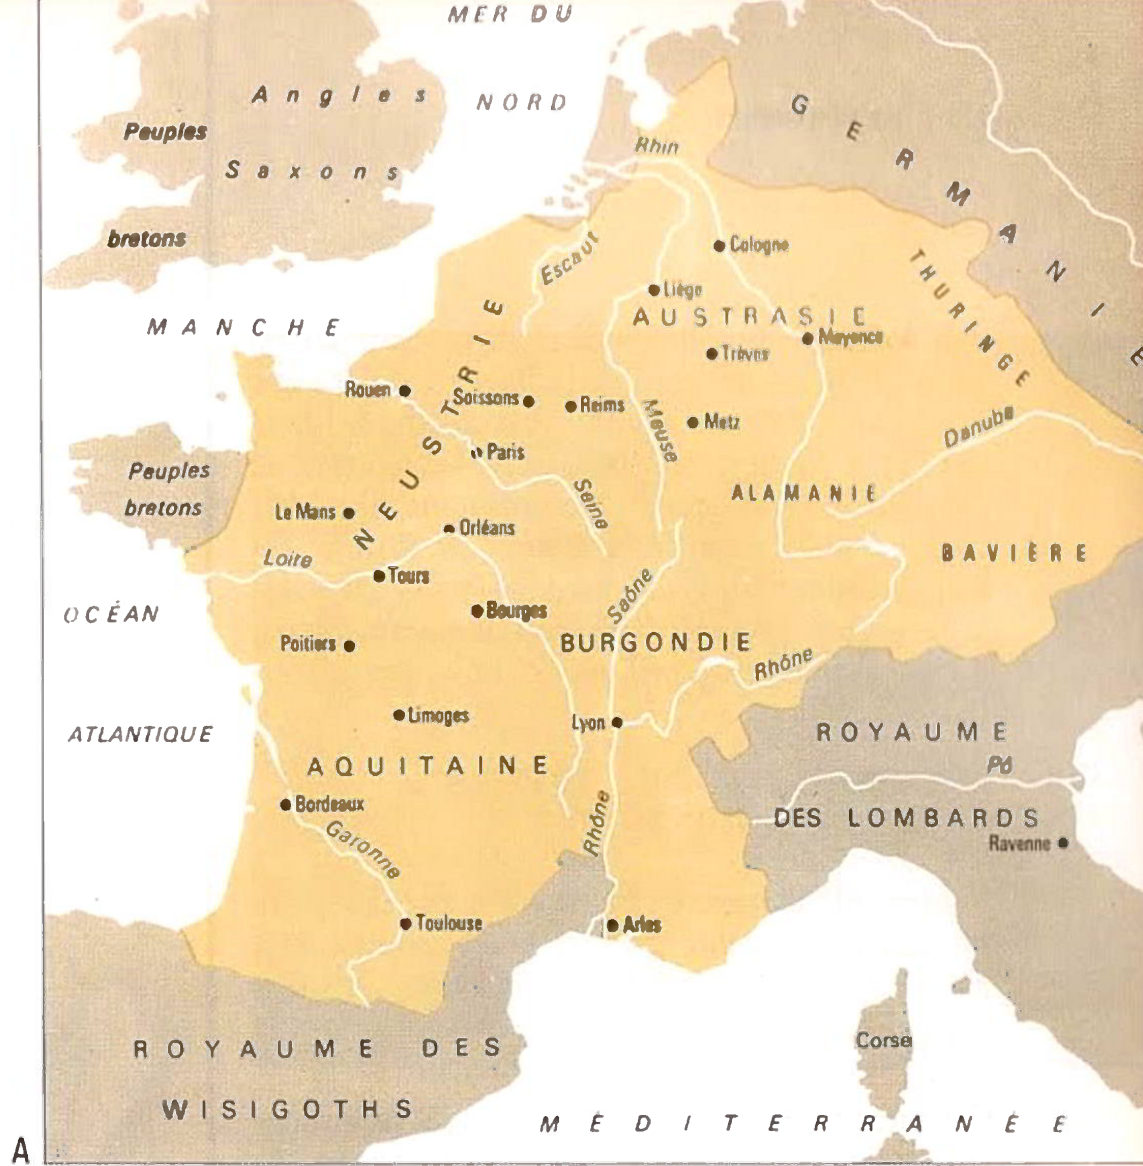 MER DU
NORD
Angles
Saxons
Peuples
bretons
GERMANIE
Rhin
Escaut
Cologne
Liége
AUSTRASIE
THURINGE
Mayence
Trèves
MANCHE
NEUSTRIE
Rouen
Soissons
Reims
Meuse
Metz
Danube
Paris
Peuples
bretons
Seine
ALAMANIE
Le Mans
Orléans
BAVIÈRE
Loire
Tours
Saône
OCÉAN
Bourges
Poitiers
BURGONDIE
Rhône
Limoges
Lyon
ATLANTIQUE
ROYAUME
AQUITAINE
Pô
Bordeaux
Rhône
DES LOMBARDS
Garonne
Ravenne
Toulouse
Arles
ROYAUME DES
WISIGOTHS
Corse
MÉDITERRANÉE
A